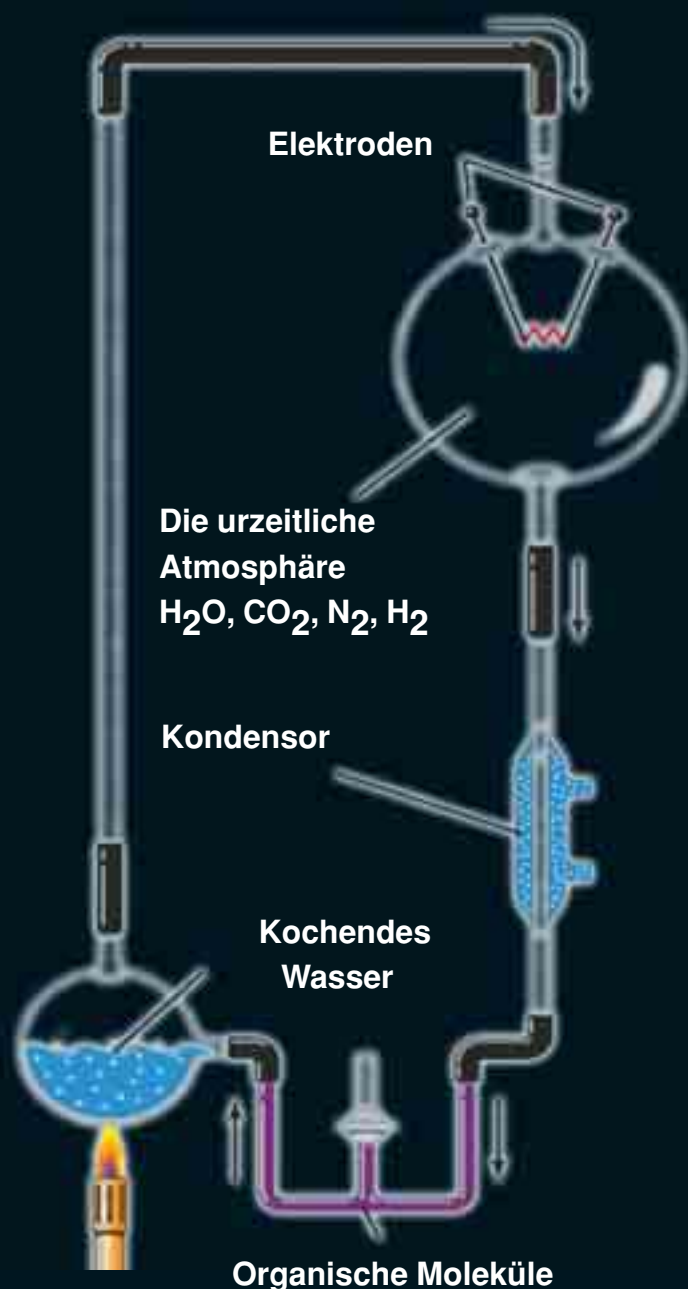 Elektroden
Die urzeitliche
Atmosphäre
H₂O, CO₂, N₂, H₂
Kondensor
Kochendes
Wasser
Organische Moleküle